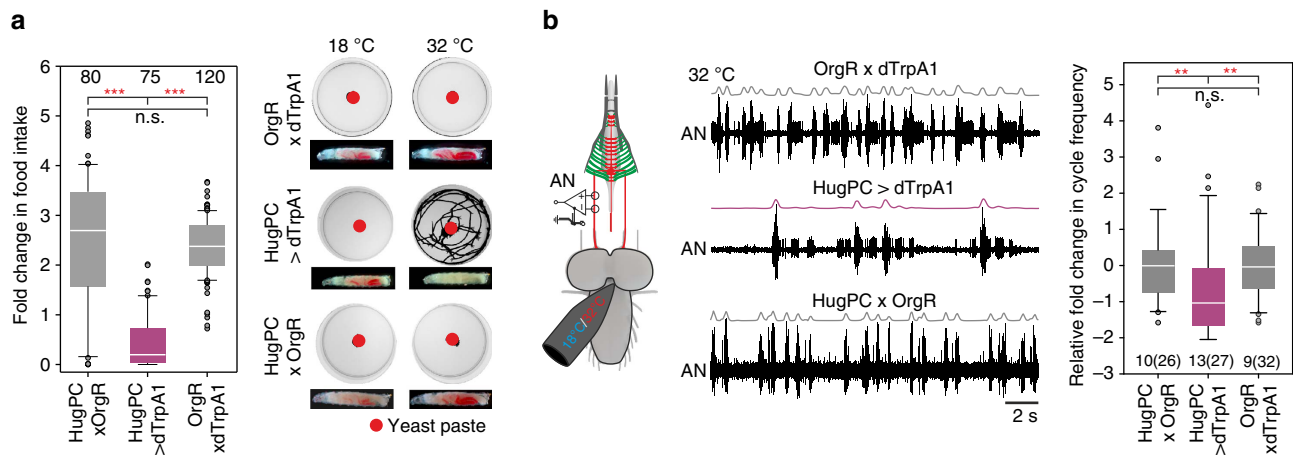 a
Fold change in food intake
6
5
4
3
2
1
0
80 75 120
*** ***
n.s.
HugPC
xOrgR
HugPC
>dTrpA1
OrgR
xdTrpA1
18 °C 32 °C
OrgR
x dTrpA1
HugPC
> dTrpA1
HugPC
x OrgR
Yeast paste
b
AN
18°C/32°C
32 °C
OrgR x dTrpA1
AN
HugPC > dTrpA1
AN
HugPC x OrgR
AN
2 s
Relative fold change in cycle frequency
5
4
3
2
1
0
−1
−2
−3
** **
n.s.
10(26) 13(27) 9(32)
HugPC
x OrgR
HugPC
>dTrpA1
OrgR
xdTrpA1